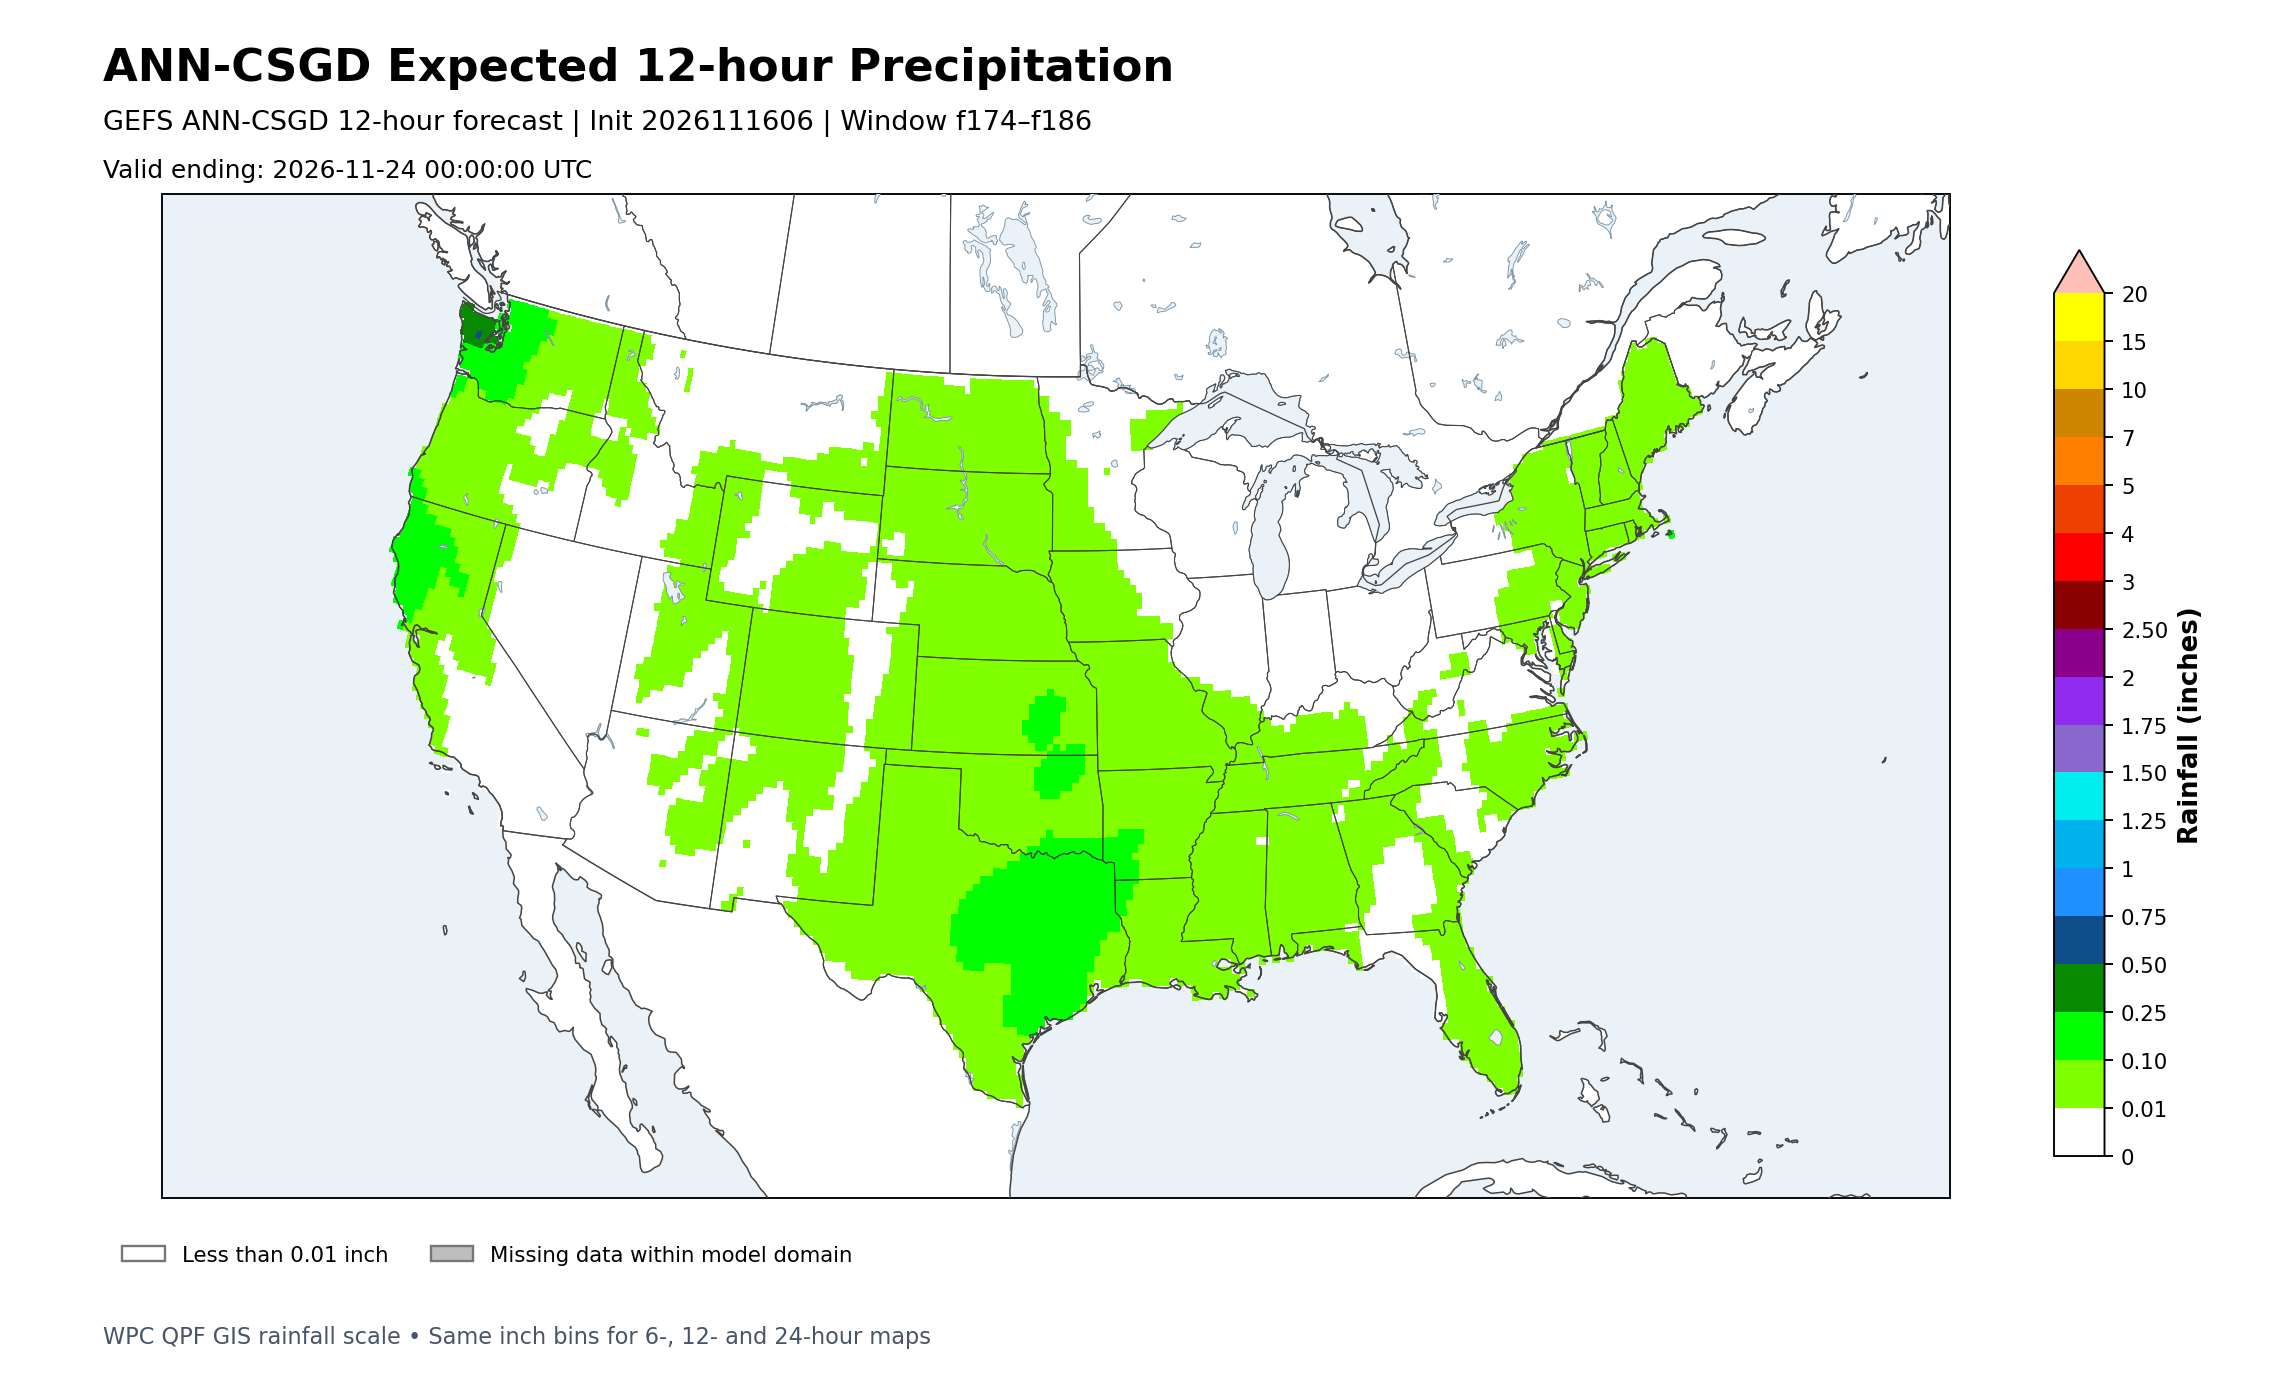 ANN-CSGD Expected 12-hour Precipitation
GEFS ANN-CSGD 12-hour forecast | Init 2026111606 | Window f174–f186
Valid ending: 2026-11-24 00:00:00 UTC
20
15
10
7
5
4
3
2.50
2
1.75
1.50
1.25
1
0.75
0.50
0.25
0.10
0.01
0
Rainfall (inches)
Less than 0.01 inch
Missing data within model domain
WPC QPF GIS rainfall scale • Same inch bins for 6-, 12- and 24-hour maps